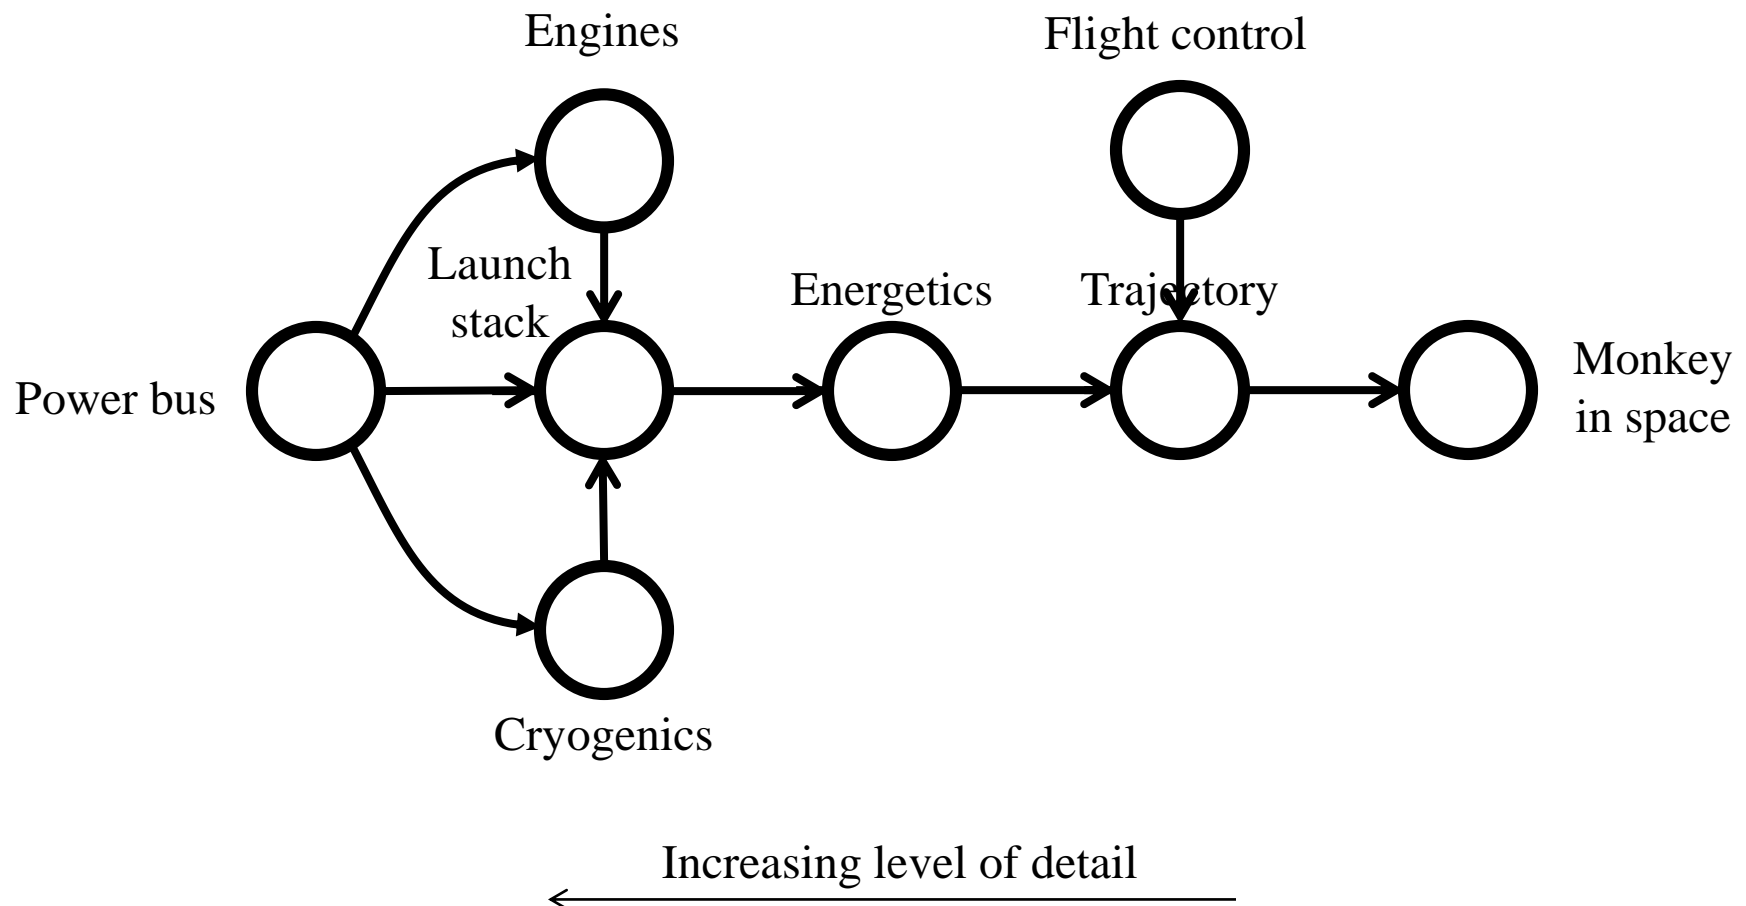 Engines
Flight control
Launch
stack
Energetics
Trajectory
Power bus
Monkey
in space
Cryogenics
Increasing level of detail